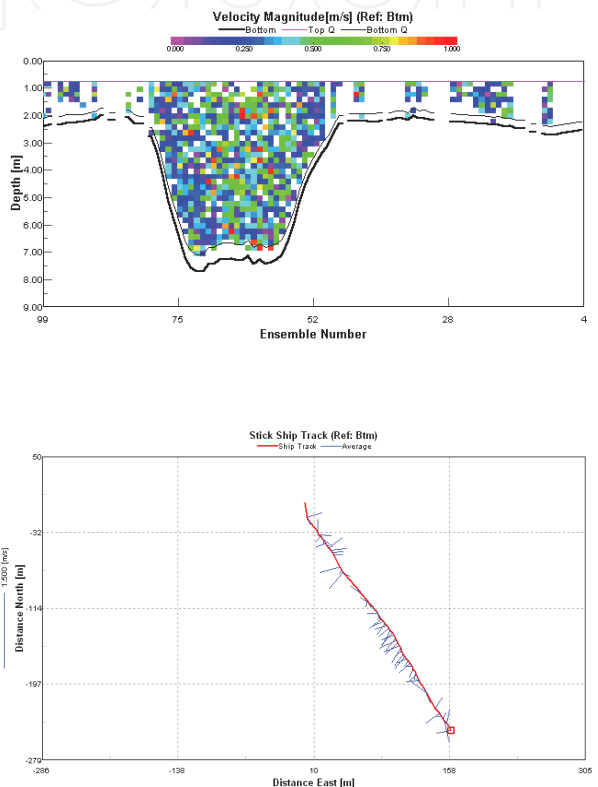 Velocity Magnitude[m/s] (Ref: Btm)
Bottom Top Q Bottom Q
0.000 0.250 0.500 0.750 1.000
0.00
1.00
2.00
3.00
4.00
5.00
6.00
7.00
8.00
9.00
Depth [m]
99 75 52 28 4
Ensemble Number
Stick Ship Track (Ref: Btm)
Ship Track Average
50
-32
-114
-197
-279
1.500 [m/s]
Distance North [m]
-286 -138 10 158 305
Distance East [m]